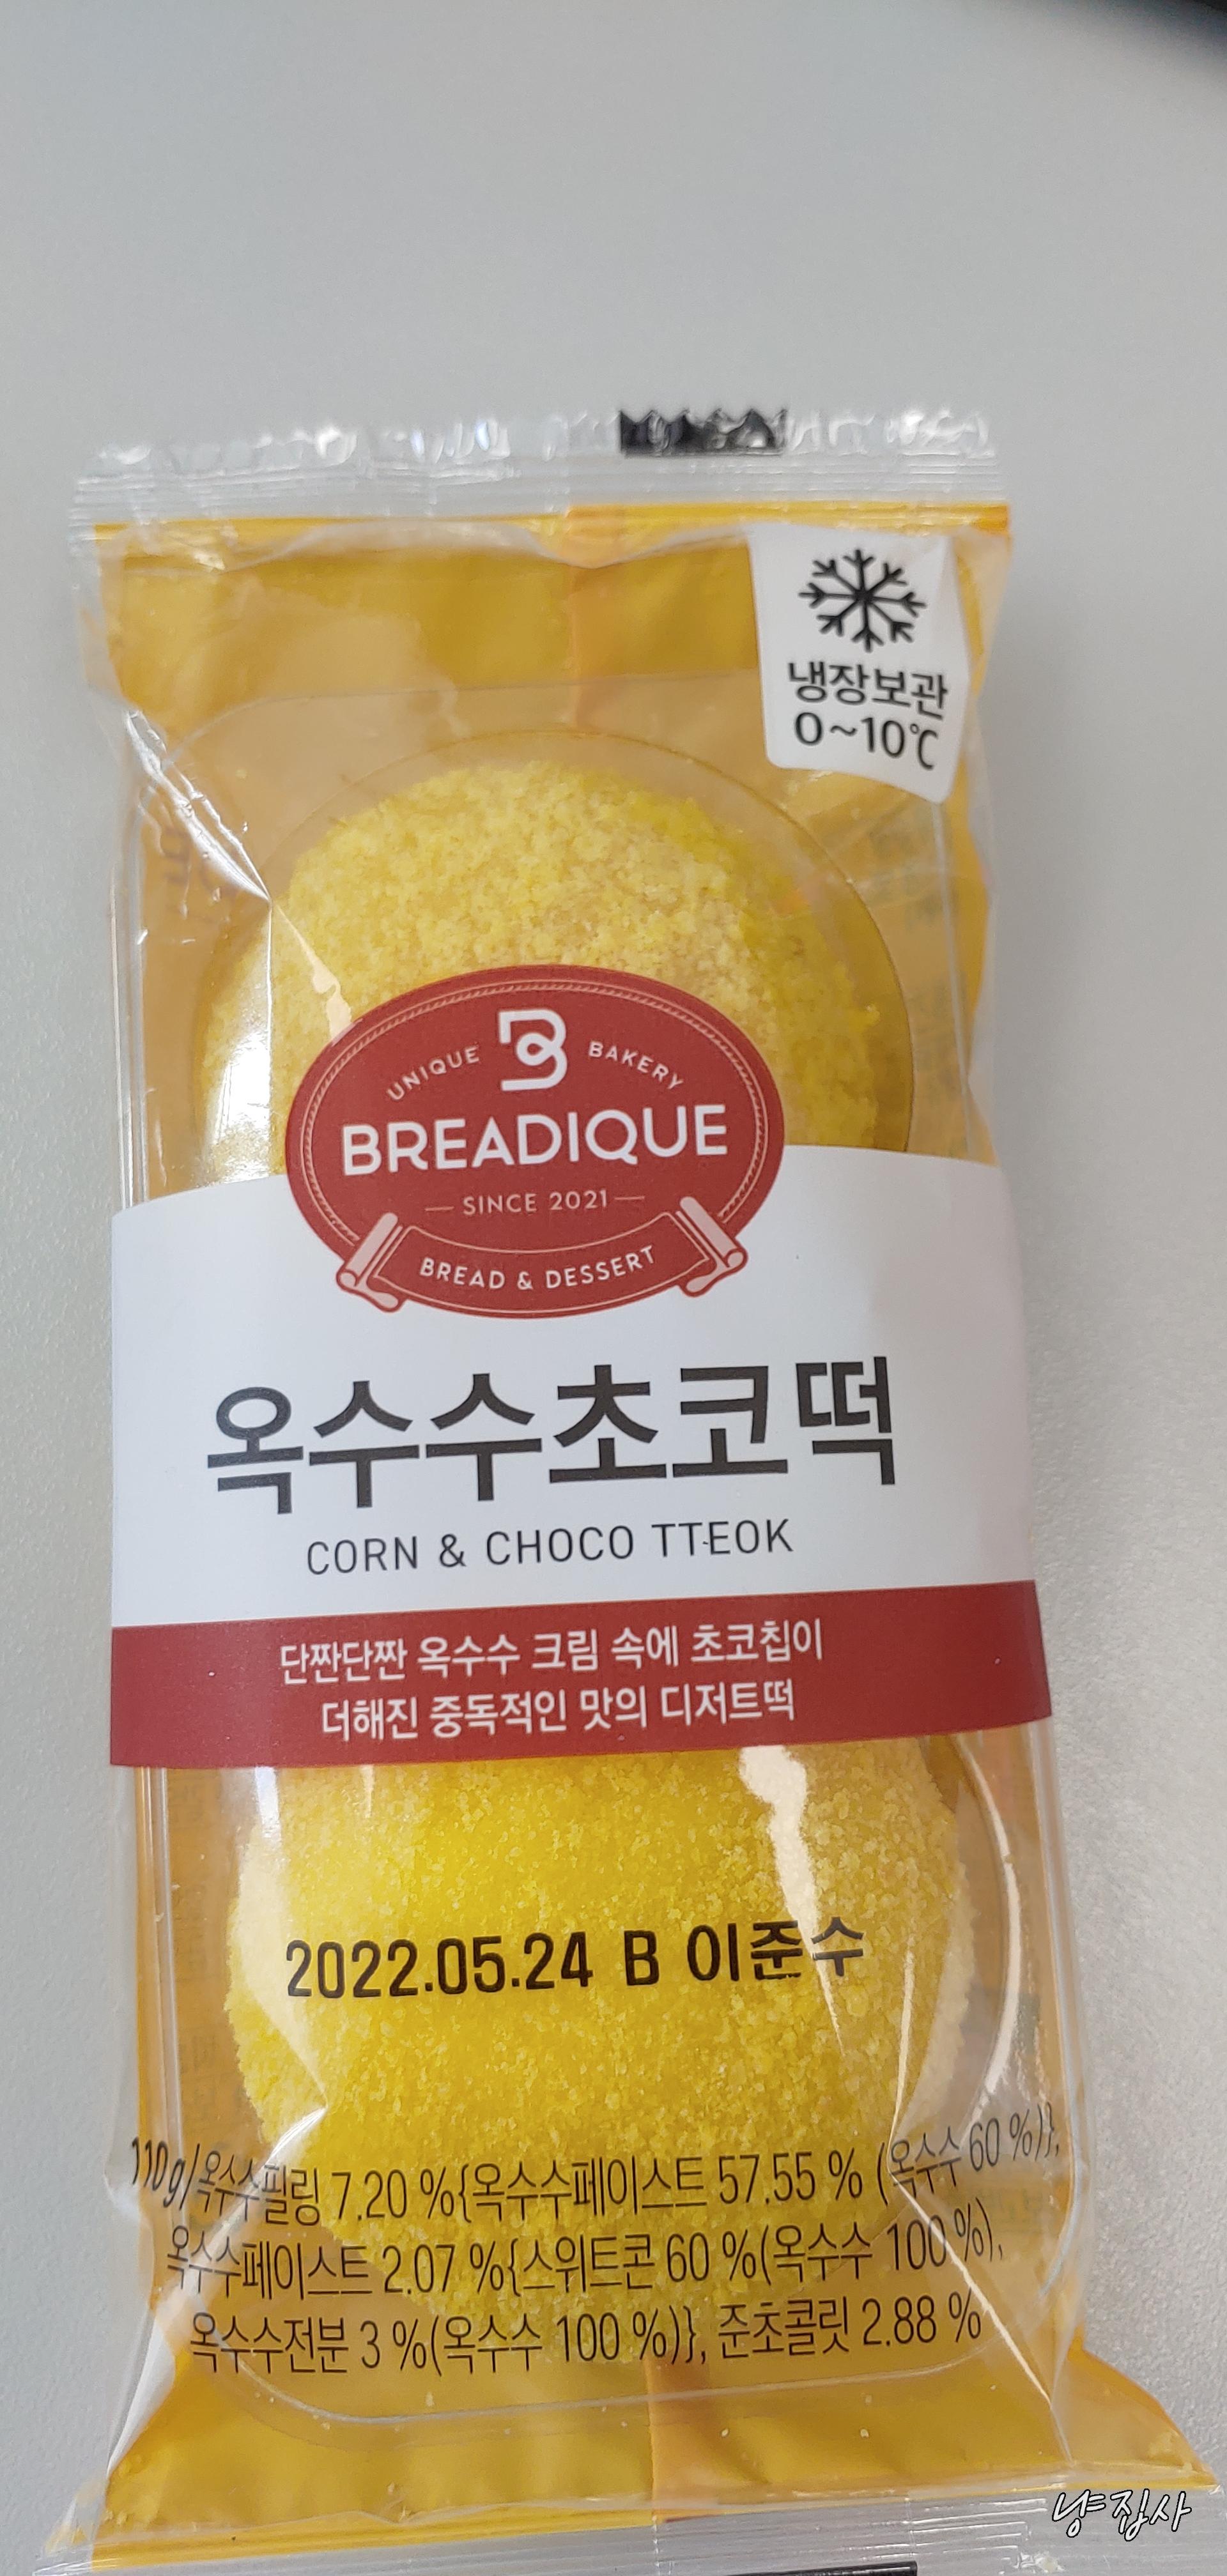 냉장보관
0~10℃
UNIQUE B BAKERY
BREADIQUE
SINCE 2021
BREAD & DESSERT
옥수수초코떡
CORN & CHOCO TTEOK
단짠단짠 옥수수 크림 속에 초코칩이
더해진 중독적인 맛의 디저트떡
2022.05.24 B 이준수
110g/옥수수필링 7.20 %{옥수수페이스트 57.55 % (옥수수 60 %)},
옥수수페이스트 2.07 %{스위트콘 60 %(옥수수 100 %),
옥수수전분 3 %(옥수수 100 %)}, 준초콜릿 2.88 %
냥집사